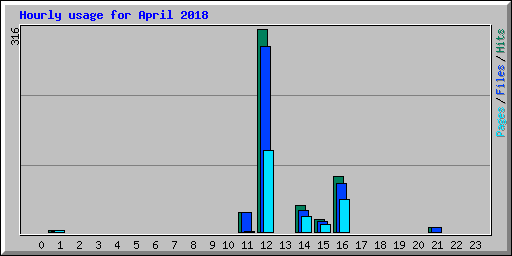 Hourly usage for April 2018
316
Pages/Files/Hits
0 1 2 3 4 5 6 7 8 9 10 11 12 13 14 15 16 17 18 19 20 21 22 23